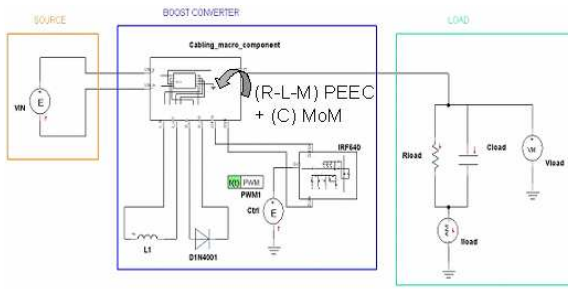 SOURCE
BOOST CONVERTER
LOAD
Cabling_macro_component
(R-L-M) PEEC
+ (C) MoM
VIN
E
IRF640
PWM
PWM1
Ctrl
E
L1
D1N4001
Rload
Cload
VM
Vload
Iload